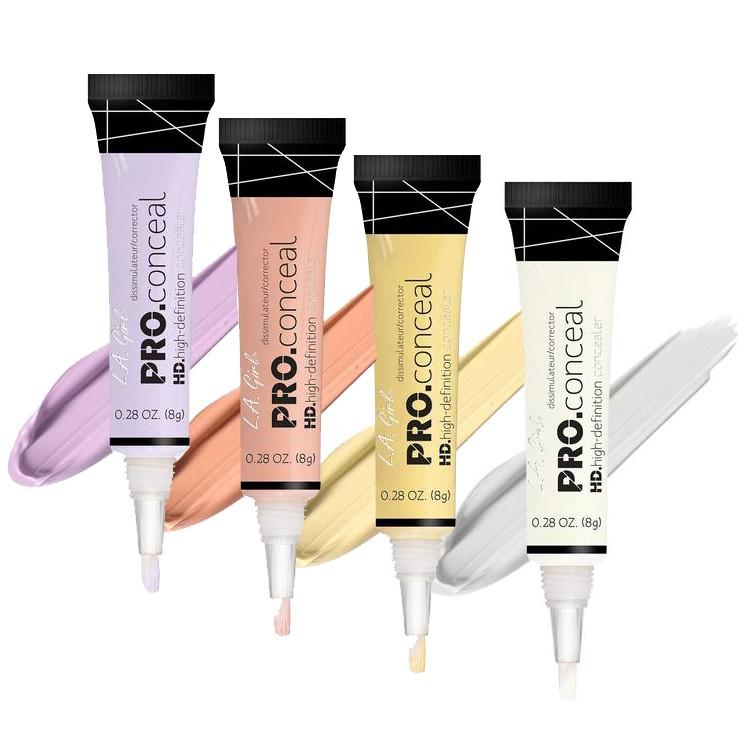 L.A. Girl
dissimulateur/corrector
PRO.conceal
HD.high-definition concealer
0.28 OZ. (8g)
L.A. Girl
dissimulateur/corrector
PRO.conceal
HD.high-definition concealer
0.28 OZ. (8g)
L.A. Girl
dissimulateur/corrector
PRO.conceal
HD.high-definition concealer
0.28 OZ. (8g)
L.A. Girl
dissimulateur/corrector
PRO.conceal
HD.high-definition concealer
0.28 OZ. (8g)